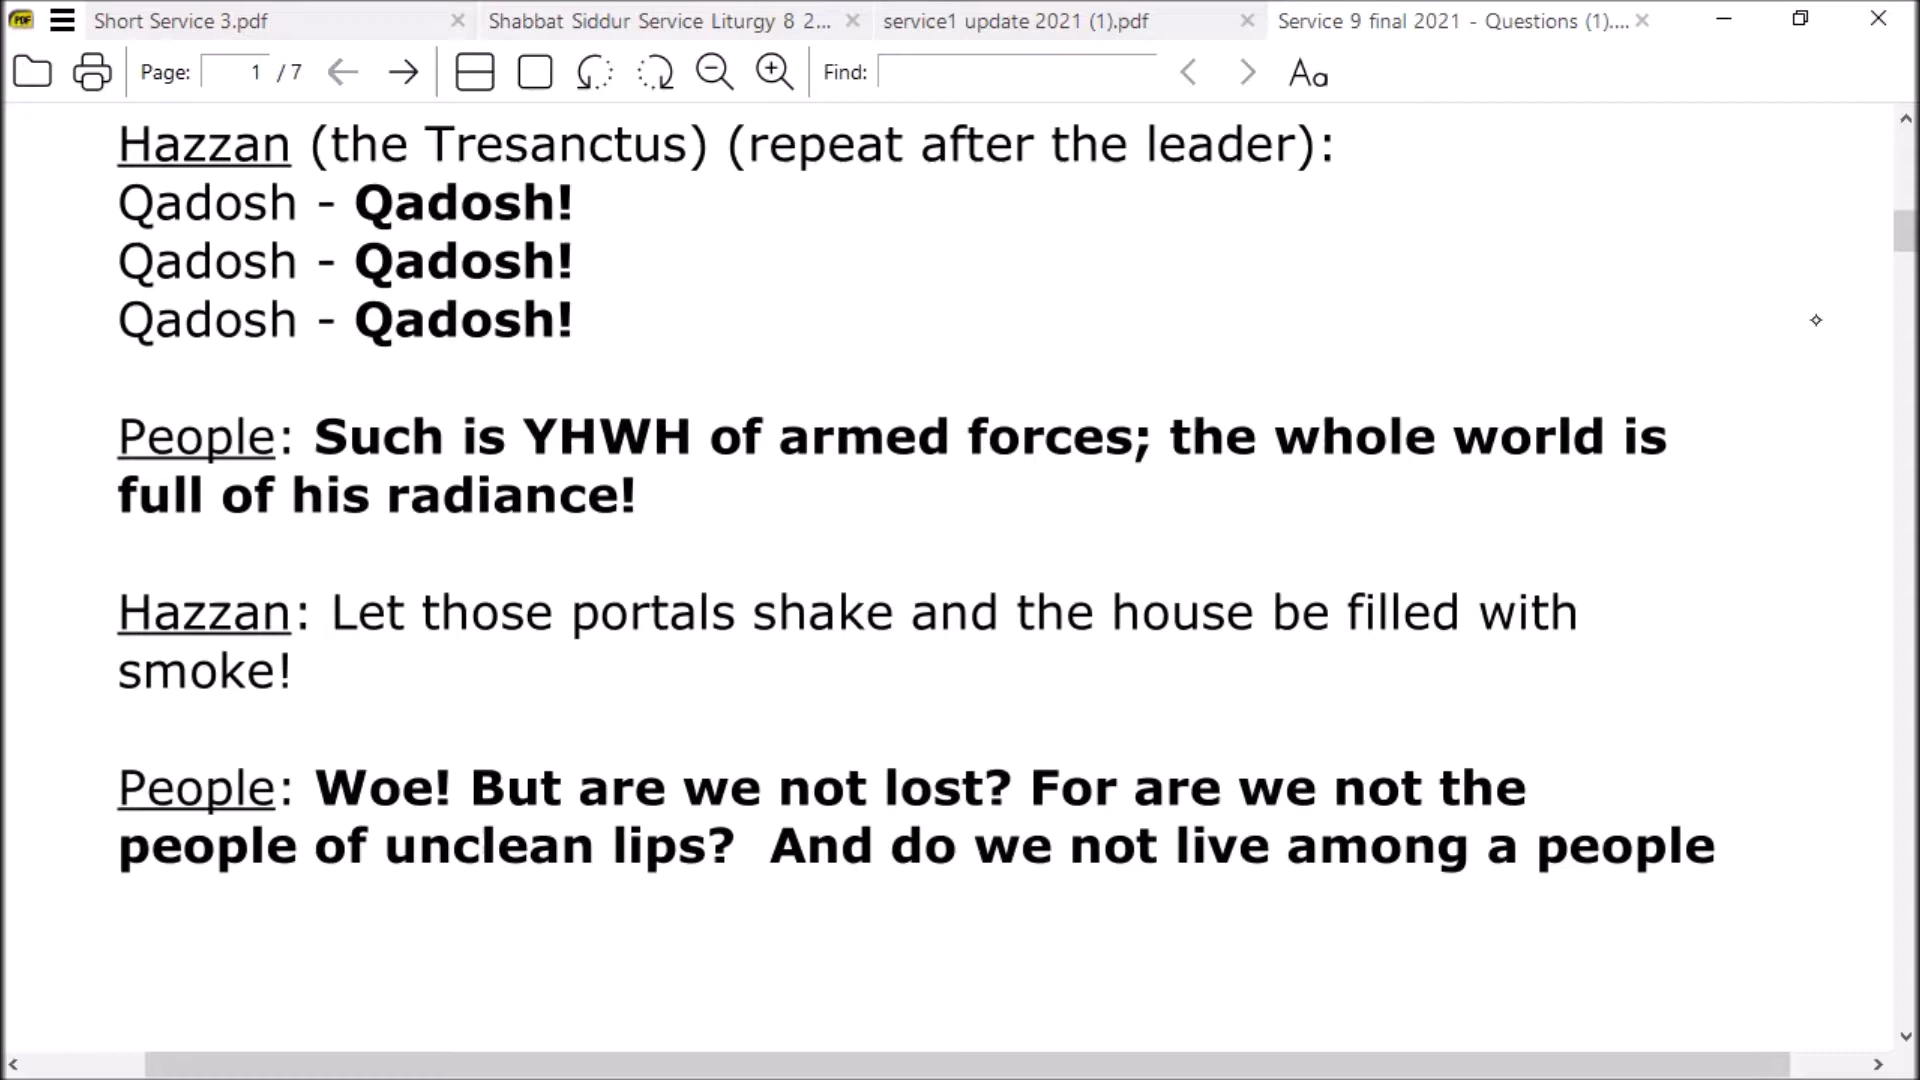 Short Service 3.pdf
Shabbat Siddur Service Liturgy 8 2...
service1 update 2021 (1).pdf
Service 9 final 2021 - Questions (1)....
Page: 1 / 7
Find:
Aa
Hazzan (the Tresanctus) (repeat after the leader):
Qadosh - Qadosh!
Qadosh - Qadosh!
Qadosh - Qadosh!
People: Such is YHWH of armed forces; the whole world is
full of his radiance!
Hazzan: Let those portals shake and the house be filled with
smoke!
People: Woe! But are we not lost? For are we not the
people of unclean lips?  And do we not live among a people